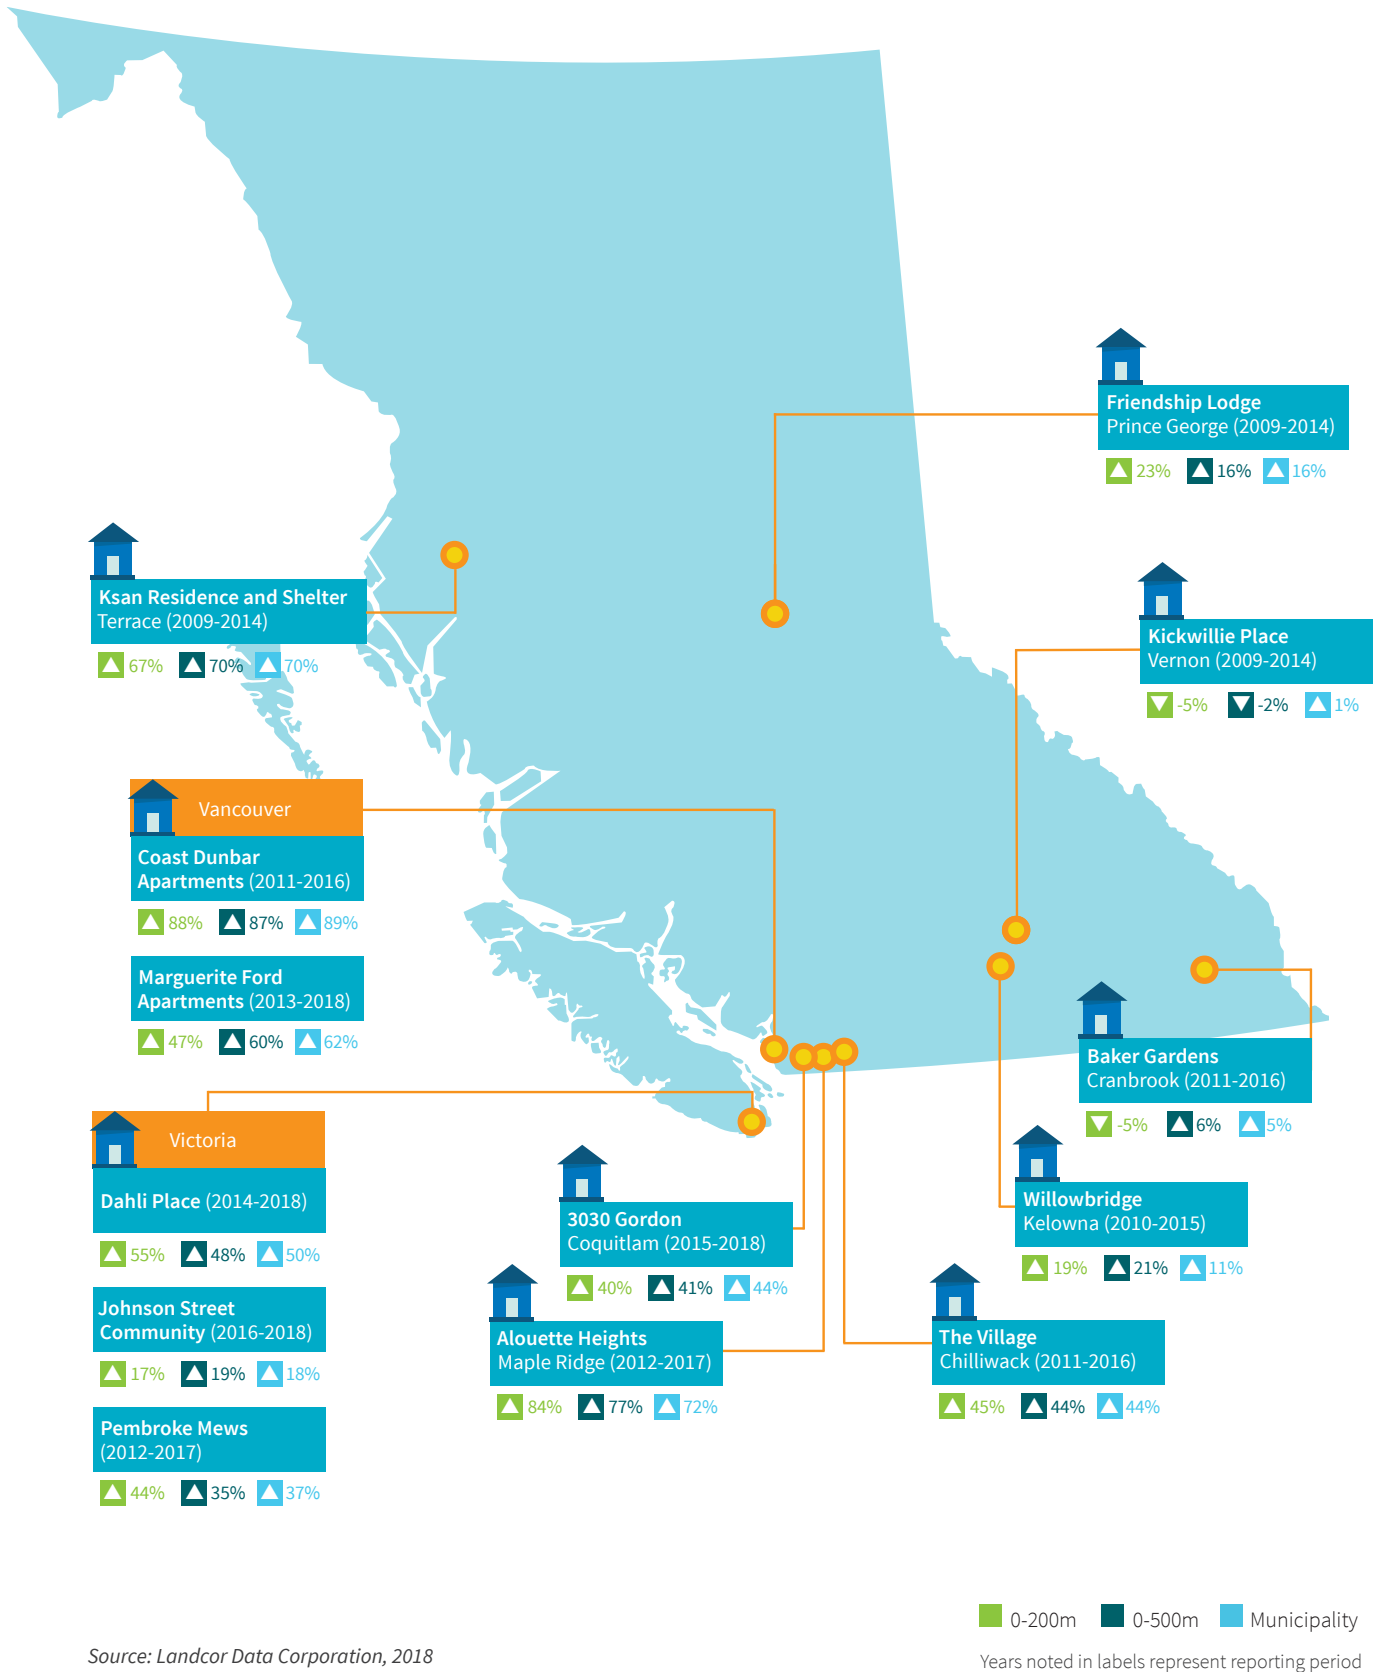 Friendship Lodge
Prince George (2009-2014)
23% 16% 16%
Ksan Residence and Shelter
Terrace (2009-2014)
67% 70% 70%
Kickwillie Place
Vernon (2009-2014)
-5% -2% 1%
Vancouver
Coast Dunbar
Apartments (2011-2016)
88% 87% 89%
Marguerite Ford
Apartments (2013-2018)
47% 60% 62%
Baker Gardens
Cranbrook (2011-2016)
-5% 6% 5%
Victoria
Dahli Place (2014-2018)
55% 48% 50%
Johnson Street
Community (2016-2018)
17% 19% 18%
Pembroke Mews
(2012-2017)
44% 35% 37%
3030 Gordon
Coquitlam (2015-2018)
40% 41% 44%
Alouette Heights
Maple Ridge (2012-2017)
84% 77% 72%
Willowbridge
Kelowna (2010-2015)
19% 21% 11%
The Village
Chilliwack (2011-2016)
45% 44% 44%
0-200m 0-500m Municipality
Source: Landcor Data Corporation, 2018
Years noted in labels represent reporting period